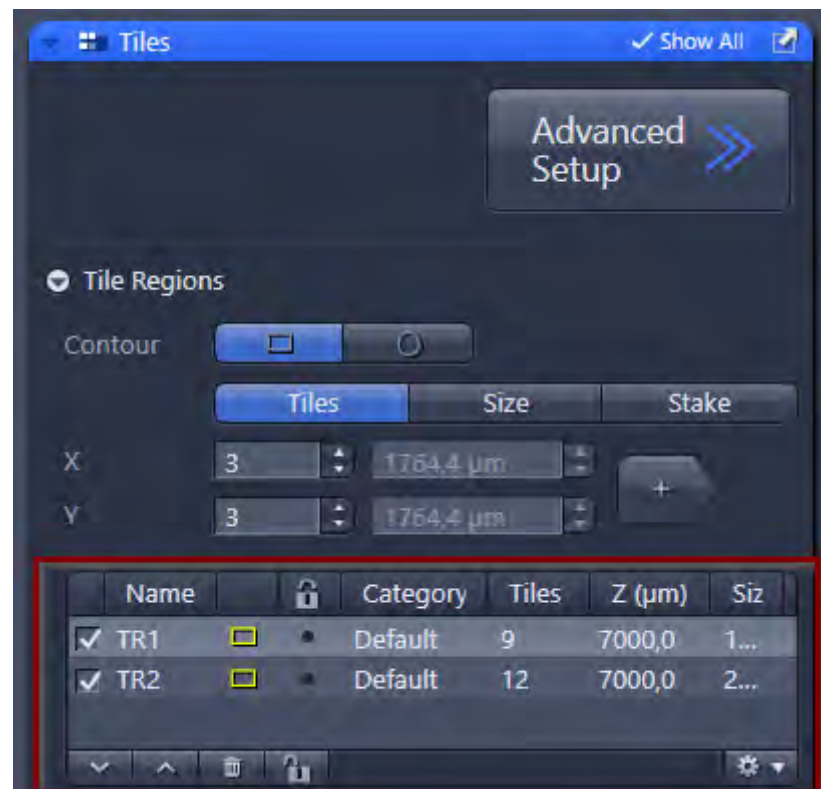 Tiles Show All
Advanced
Setup
Tile Regions
Contour
Tiles Size Stake
X 3 1764,4 µm
+
Y 3 1764,4 µm
Name Category Tiles Z (µm) Siz
TR1 Default 9 7000,0 1...
TR2 Default 12 7000,0 2...